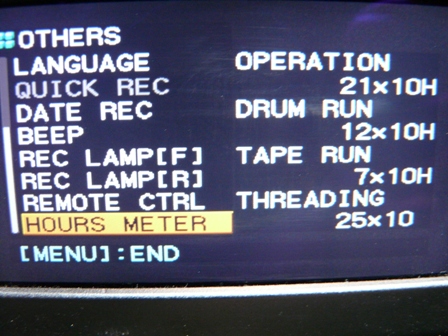 OTHERS
LANGUAGE OPERATION
QUICK REC 21×10H
DATE REC DRUM RUN
BEEP 12×10H
REC LAMP[F] TAPE RUN
REC LAMP[R] 7×10H
REMOTE CTRL THREADING
HOURS METER 25×10
[MENU]:END